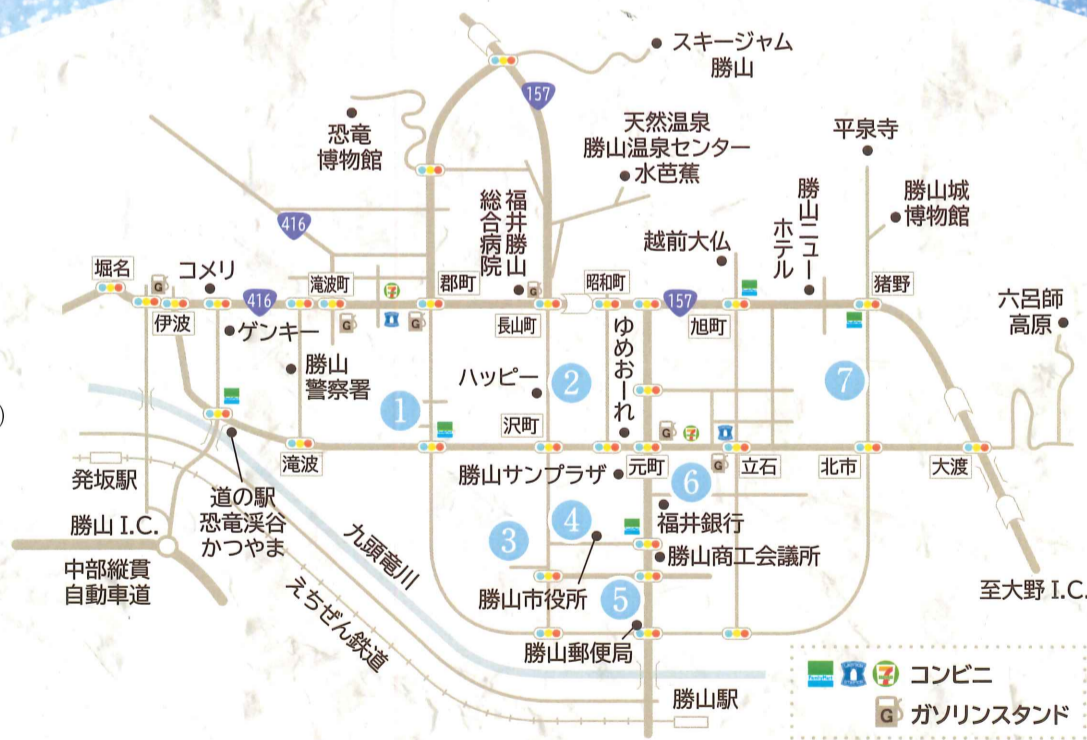 スキージャム
勝山
157
恐竜
博物館
天然温泉
勝山温泉センター
水芭蕉
平泉寺
勝山城
博物館
416
福井勝山
総合病院
越前大仏
勝山ニュー
ホテル
堀名
コメリ
滝波町
郡町
昭和町
猪野
六呂師
高原
G
416
157
伊波
長山町
旭町
G
G
ゲンキー
勝山
警察署
ハッピー
ゆめおーれ
1
2
7
沢町
G
滝波
元町
G
立石
北市
大渡
発坂駅
勝山サンプラザ
6
道の駅
恐竜渓谷
かつやま
勝山 I.C.
福井銀行
4
3
九頭竜川
中部縦貫
自動車道
勝山商工会議所
至大野 I.C.
勝山市役所
5
えちぜん鉄道
勝山郵便局
勝山駅
コンビニ
G ガソリンスタンド